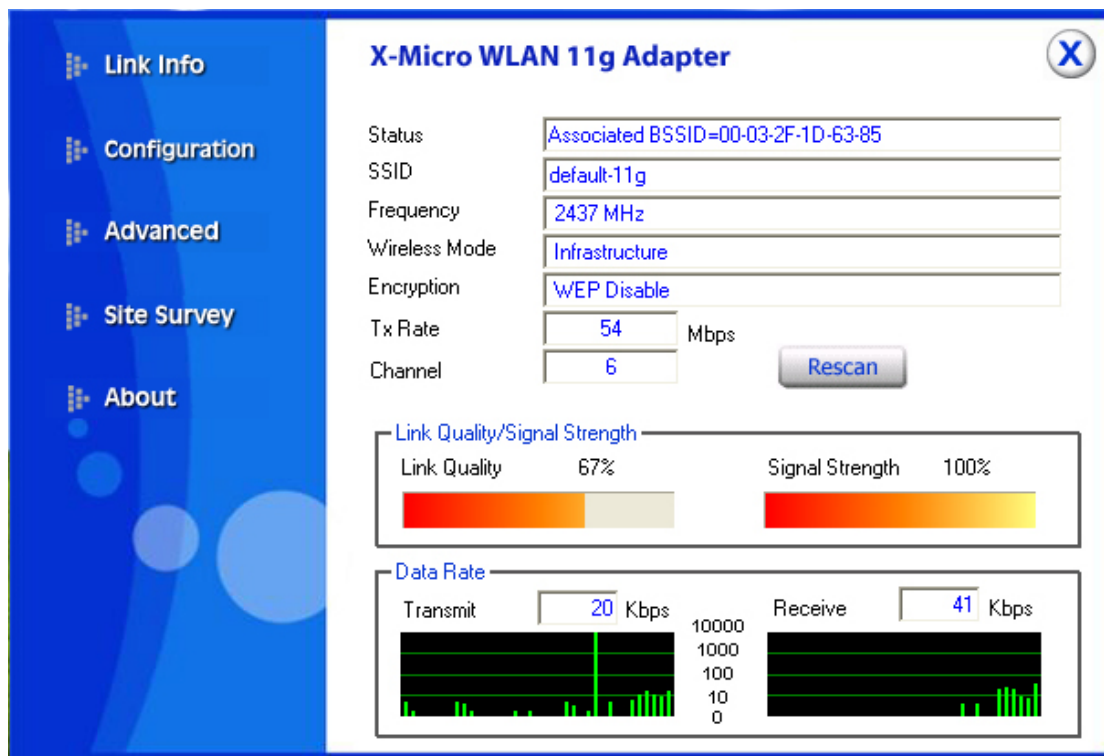 Link Info
Configuration
Advanced
Site Survey
About
X-Micro WLAN 11g Adapter
X
Status Associated BSSID=00-03-2F-1D-63-85
SSID default-11g
Frequency 2437 MHz
Wireless Mode Infrastructure
Encryption WEP Disable
Tx Rate 54 Mbps
Channel 6 Rescan
Link Quality/Signal Strength
Link Quality 67% Signal Strength 100%
Data Rate
Transmit 20 Kbps Receive 41 Kbps
10000
1000
100
10
0